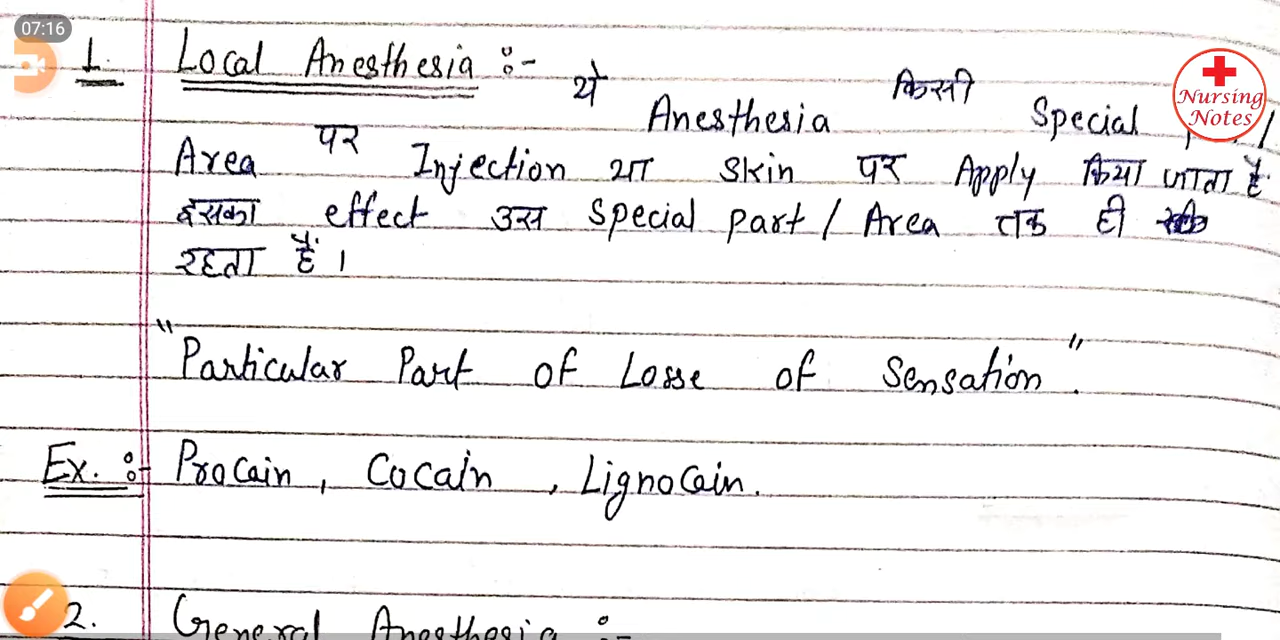 07:16
Nursing
Notes
1. Local Anesthesia :- ये Anesthesia किसी Special
Area पर Injection या Skin पर Apply किया जाता है
इसका effect उस special part / Area तक ही
रहता हैं ।
"Particular Part of Losse of Sensation".
Ex. :- Procain, Cocain, Lignocain.
2. General Anesthesia :-